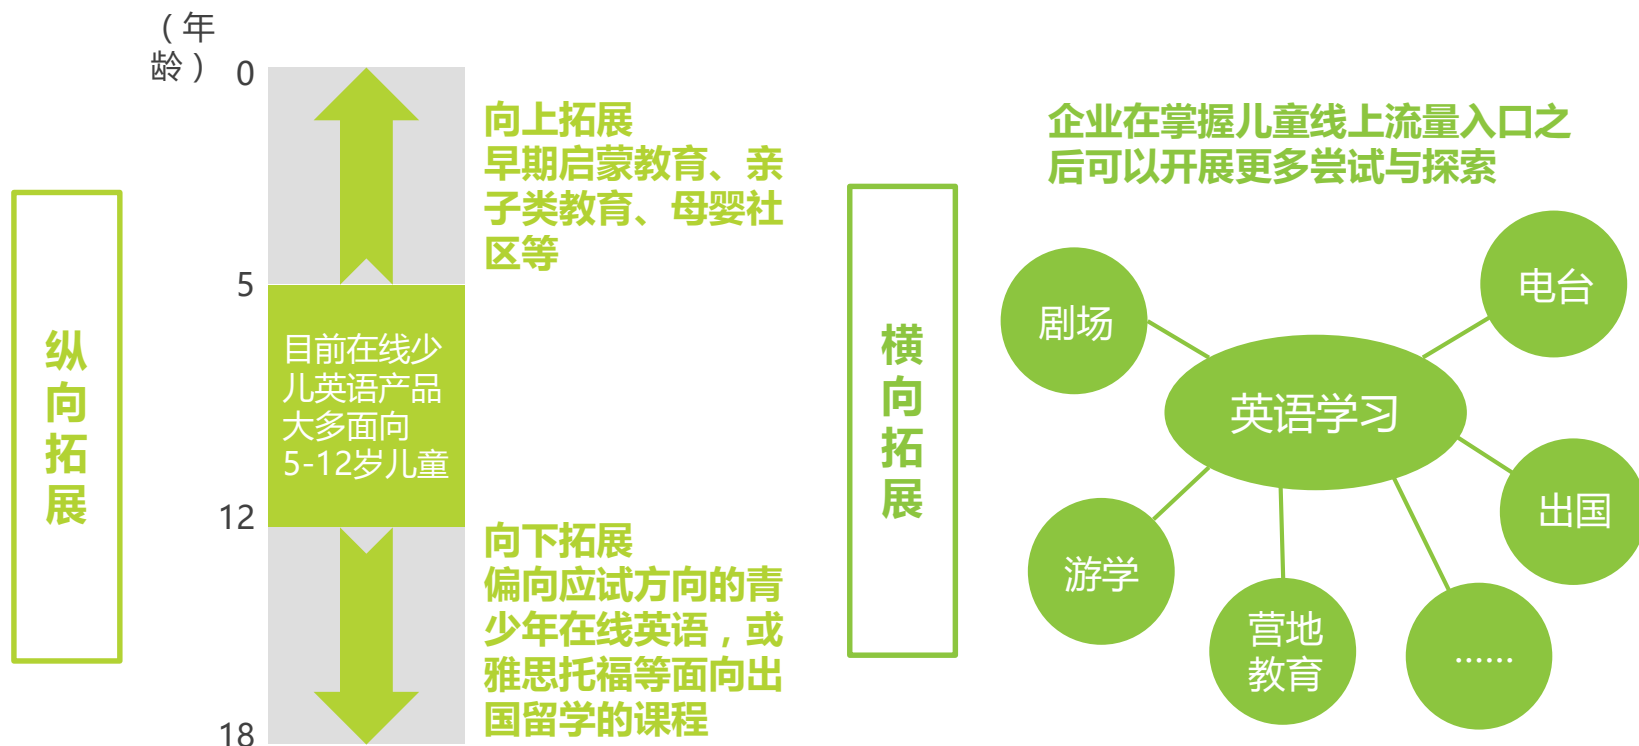 （年
龄）
0
5
12
18
纵
向
拓
展
向上拓展
早期启蒙教育、亲
子类教育、母婴社
区等
目前在线少
儿英语产品
大多面向
5-12岁儿童
向下拓展
偏向应试方向的青
少年在线英语，或
雅思托福等面向出
国留学的课程
横
向
拓
展
企业在掌握儿童线上流量入口之
后可以开展更多尝试与探索
剧场
电台
英语学习
出国
游学
营地
教育
……